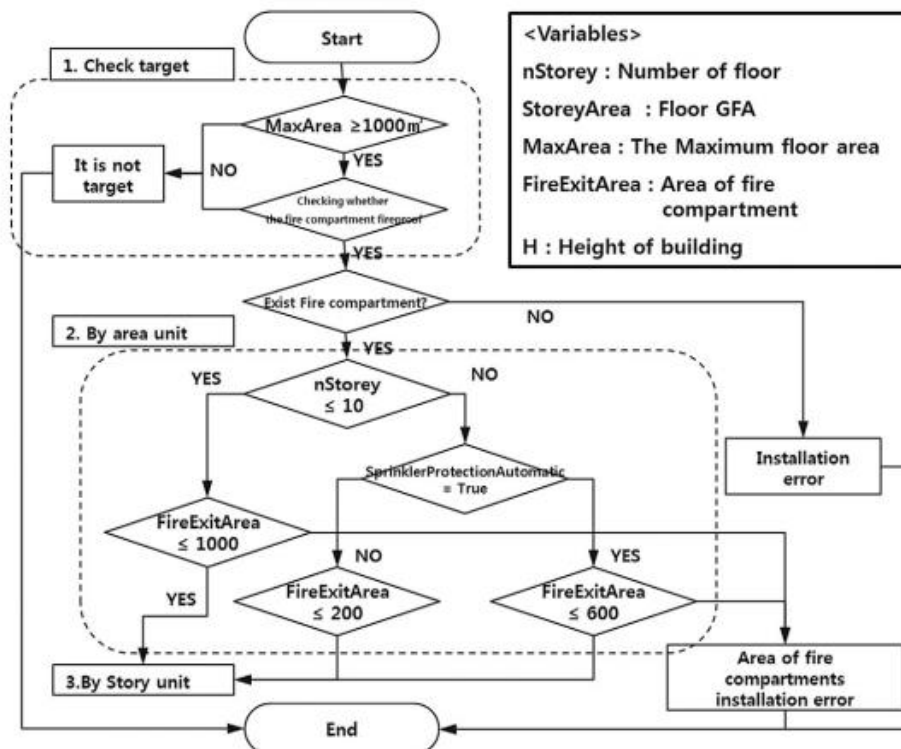 Start
1. Check target
MaxArea ≥1000㎡
NO
YES
It is not
target
Checking whether
the fire compartment fireproof
YES
Exist Fire compartment?
NO
2. By area unit
YES
YES
nStorey
≤ 10
NO
SprinklerProtectionAutomatic
= True
Installation
error
FireExitArea
≤ 1000
NO
YES
YES
FireExitArea
≤ 200
FireExitArea
≤ 600
3.By Story unit
Area of fire
compartments
installation error
End
<Variables>
nStorey : Number of floor
StoreyArea : Floor GFA
MaxArea : The Maximum floor area
FireExitArea : Area of fire
compartment
H : Height of building